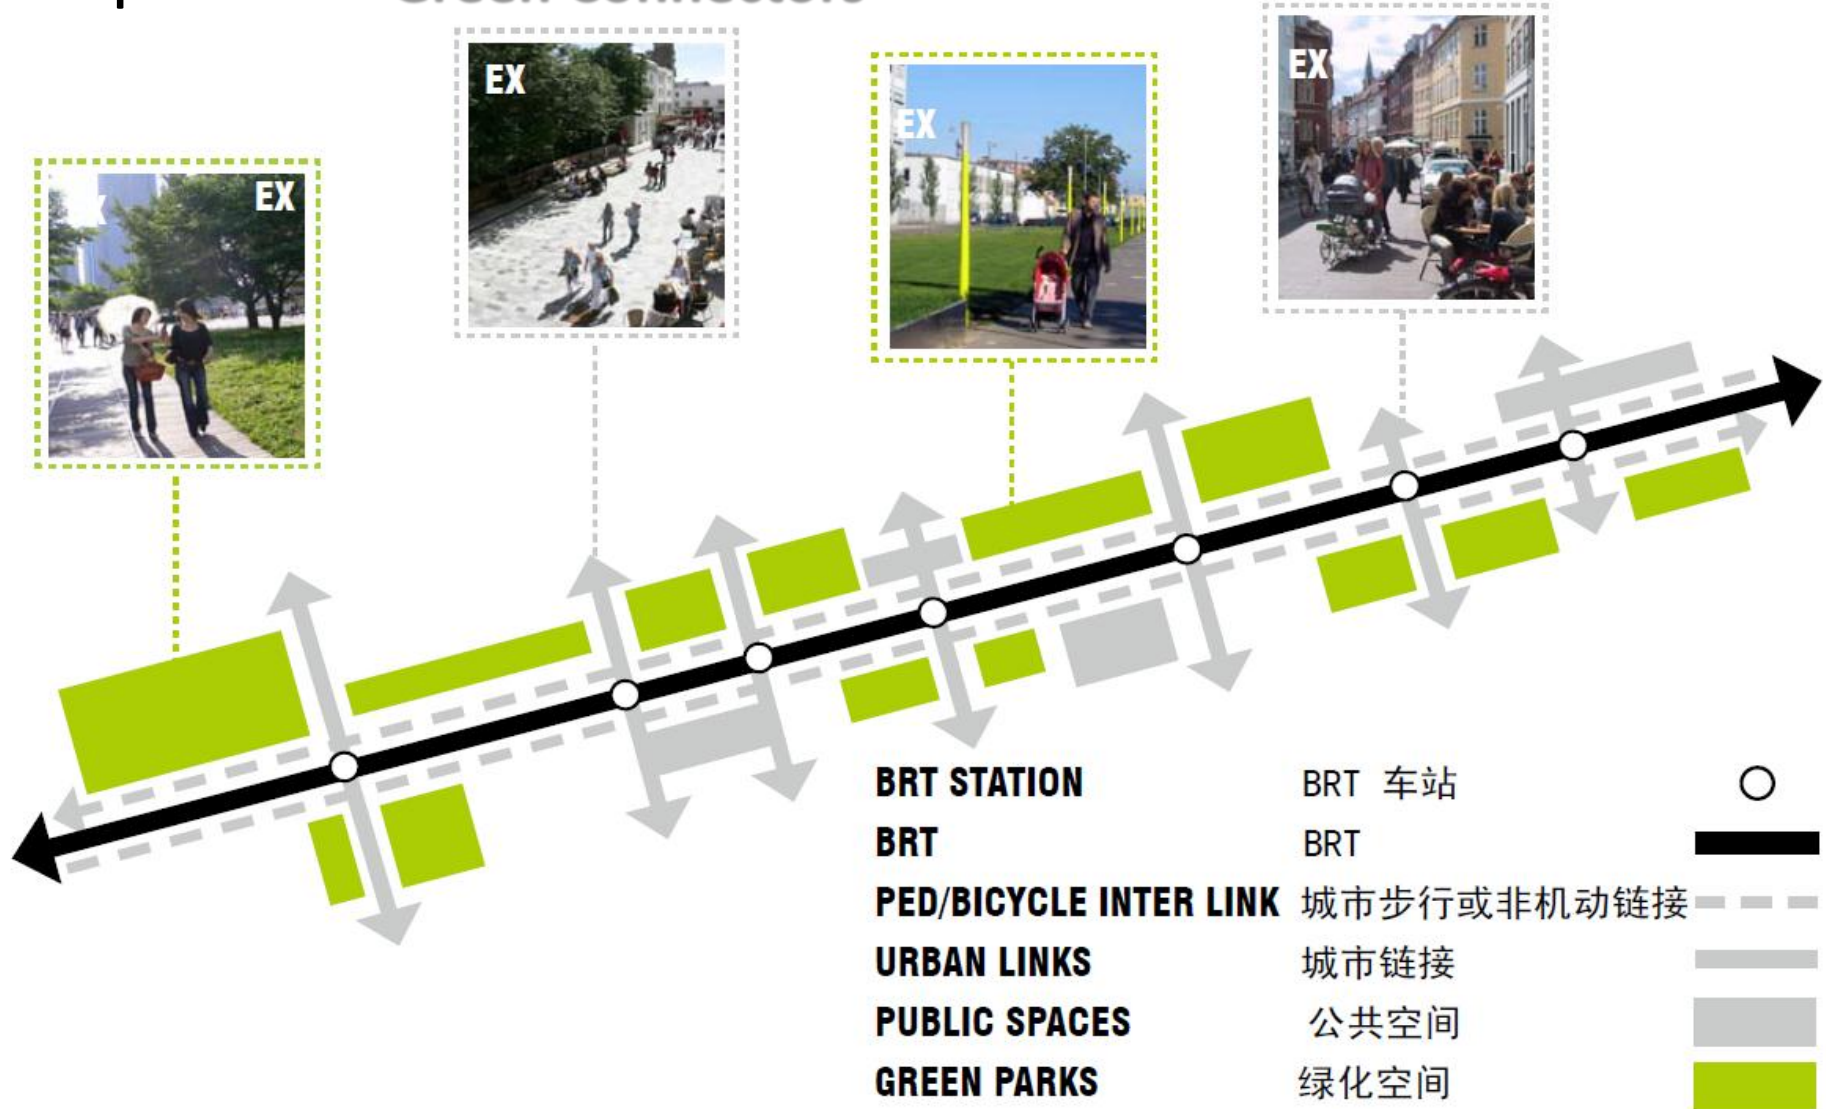 Green connectors
EX
EX
EX
EX
BRT STATION BRT 车站
BRT BRT
PED/BICYCLE INTER LINK 城市步行或非机动链接
URBAN LINKS 城市链接
PUBLIC SPACES 公共空间
GREEN PARKS 绿化空间